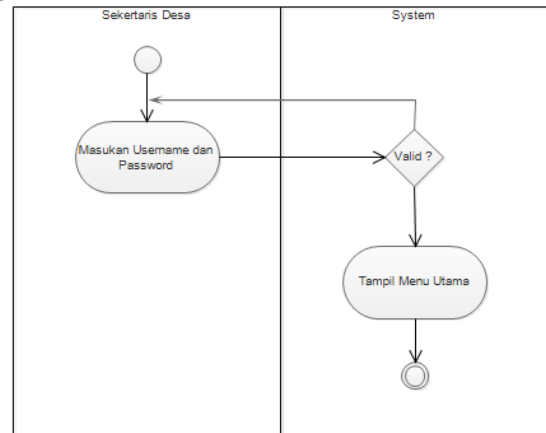 Sekertaris Desa
System
Masukan Username dan
Password
Valid ?
Tampil Menu Utama